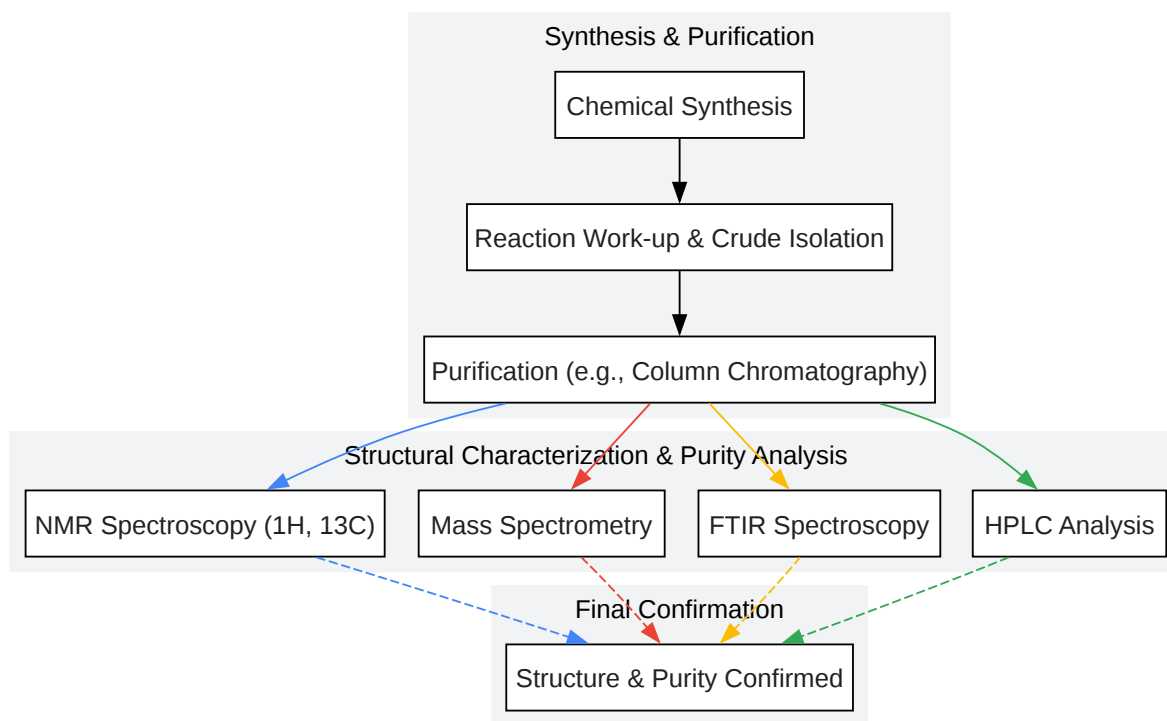 Synthesis & Purification
Chemical Synthesis
Reaction Work-up & Crude Isolation
Purification (e.g., Column Chromatography)
Structural Characterization & Purity Analysis
NMR Spectroscopy (1H, 13C)
Mass Spectrometry
FTIR Spectroscopy
HPLC Analysis
Final Confirmation
Structure & Purity Confirmed